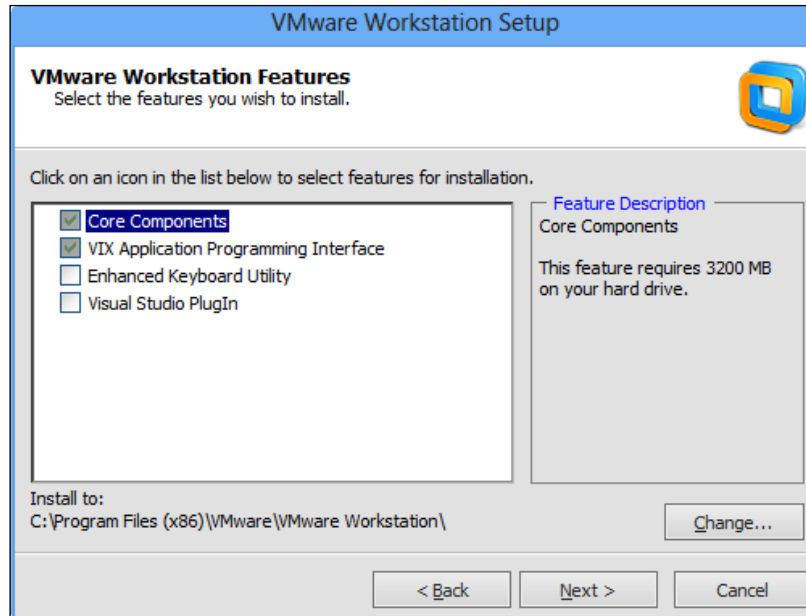 VMware Workstation Setup
VMware Workstation Features
Select the features you wish to install.
Click on an icon in the list below to select features for installation.
Core Components
VIX Application Programming Interface
Enhanced Keyboard Utility
Visual Studio PlugIn
Feature Description
Core Components
This feature requires 3200 MB
on your hard drive.
Install to:
C:\Program Files (x86)\VMware\VMware Workstation\
Change...
< Back
Next >
Cancel